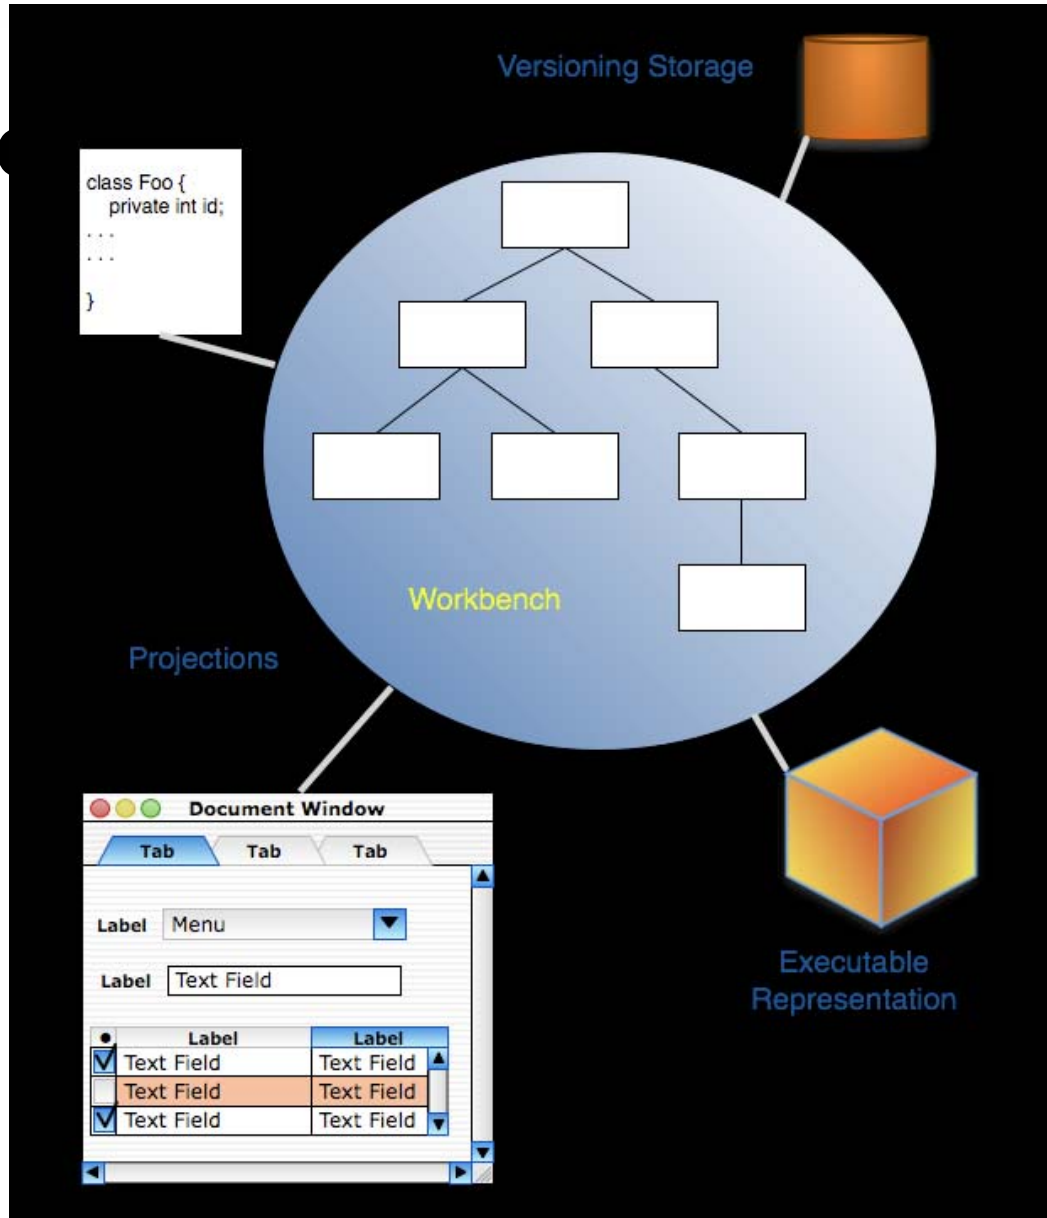 Versioning Storage
class Foo {
private int id;
. . .
. . .
}
Workbench
Projections
Executable
Representation
Document Window
Tab Tab Tab
Label Menu
Label Text Field
Label Label
Text Field Text Field
Text Field Text Field
Text Field Text Field